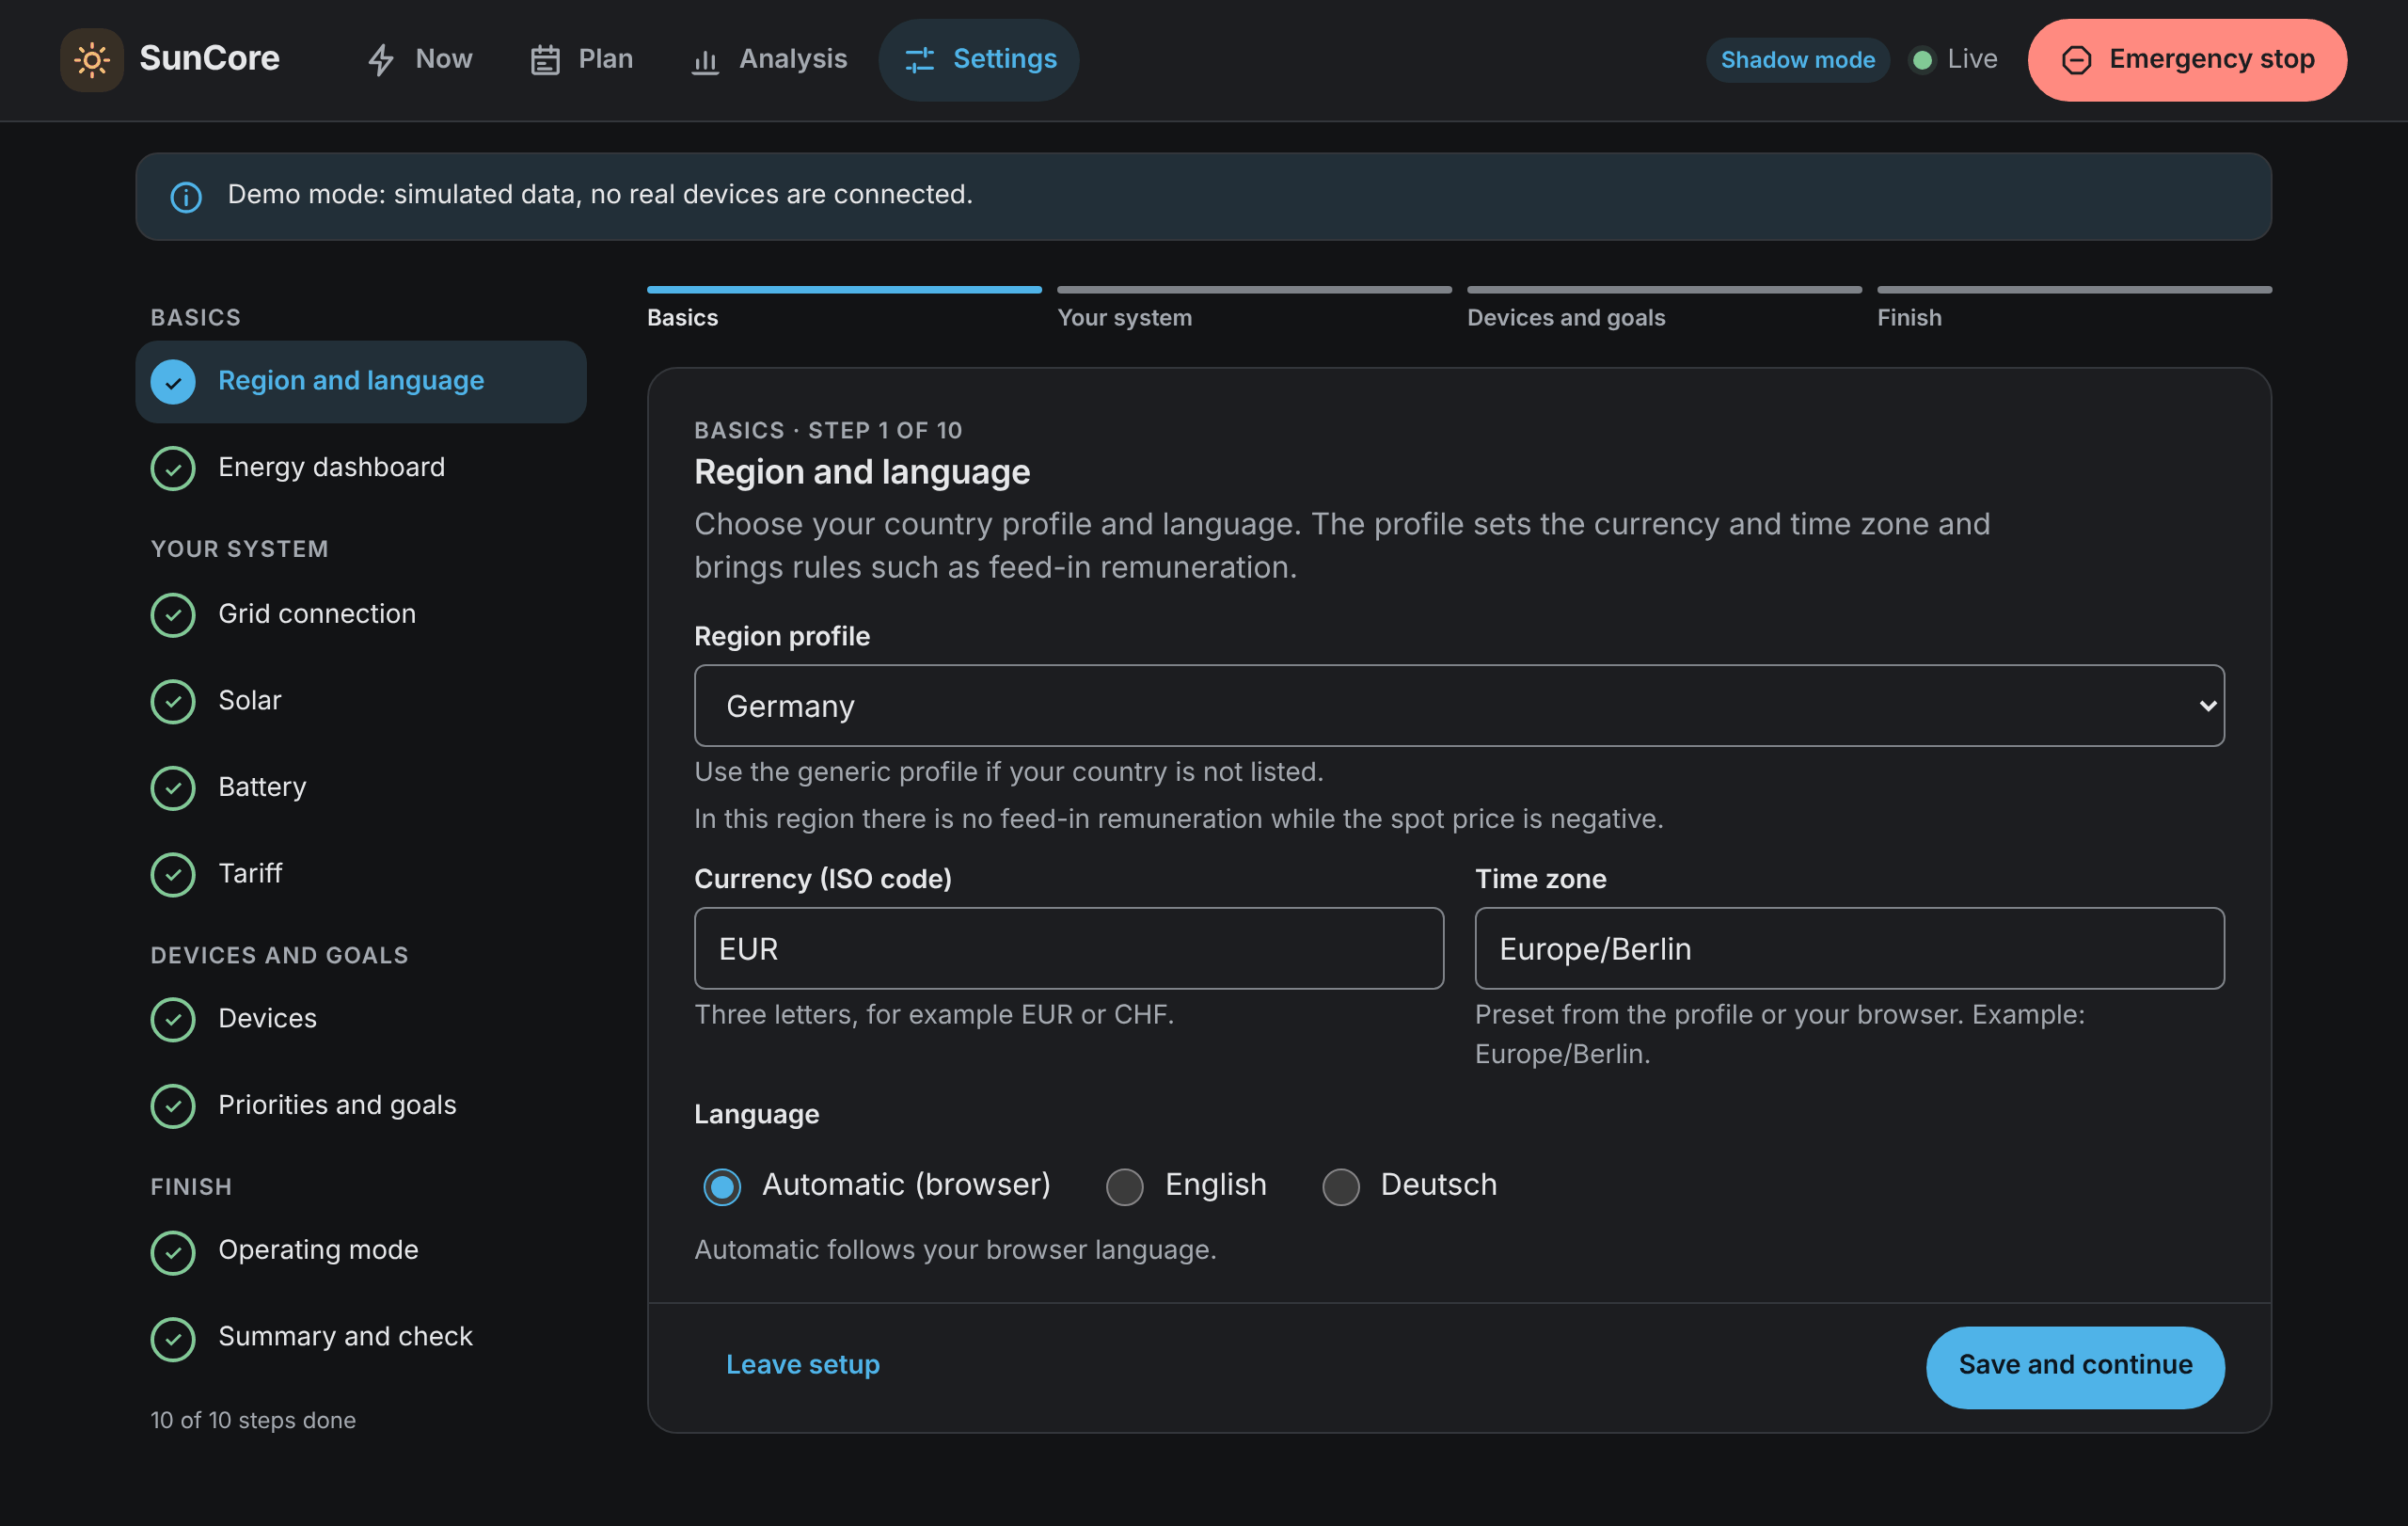 SunCore
Now
Plan
Analysis
Settings
Shadow mode
Live
Emergency stop
Demo mode: simulated data, no real devices are connected.
BASICS
Region and language
Energy dashboard
YOUR SYSTEM
Grid connection
Solar
Battery
Tariff
DEVICES AND GOALS
Devices
Priorities and goals
FINISH
Operating mode
Summary and check
10 of 10 steps done
Basics
Your system
Devices and goals
Finish
BASICS · STEP 1 OF 10
Region and language
Choose your country profile and language. The profile sets the currency and time zone and
brings rules such as feed-in remuneration.
Region profile
Germany
Use the generic profile if your country is not listed.
In this region there is no feed-in remuneration while the spot price is negative.
Currency (ISO code)
EUR
Three letters, for example EUR or CHF.
Time zone
Europe/Berlin
Preset from the profile or your browser. Example:
Europe/Berlin.
Language
Automatic (browser)
English
Deutsch
Automatic follows your browser language.
Leave setup
Save and continue